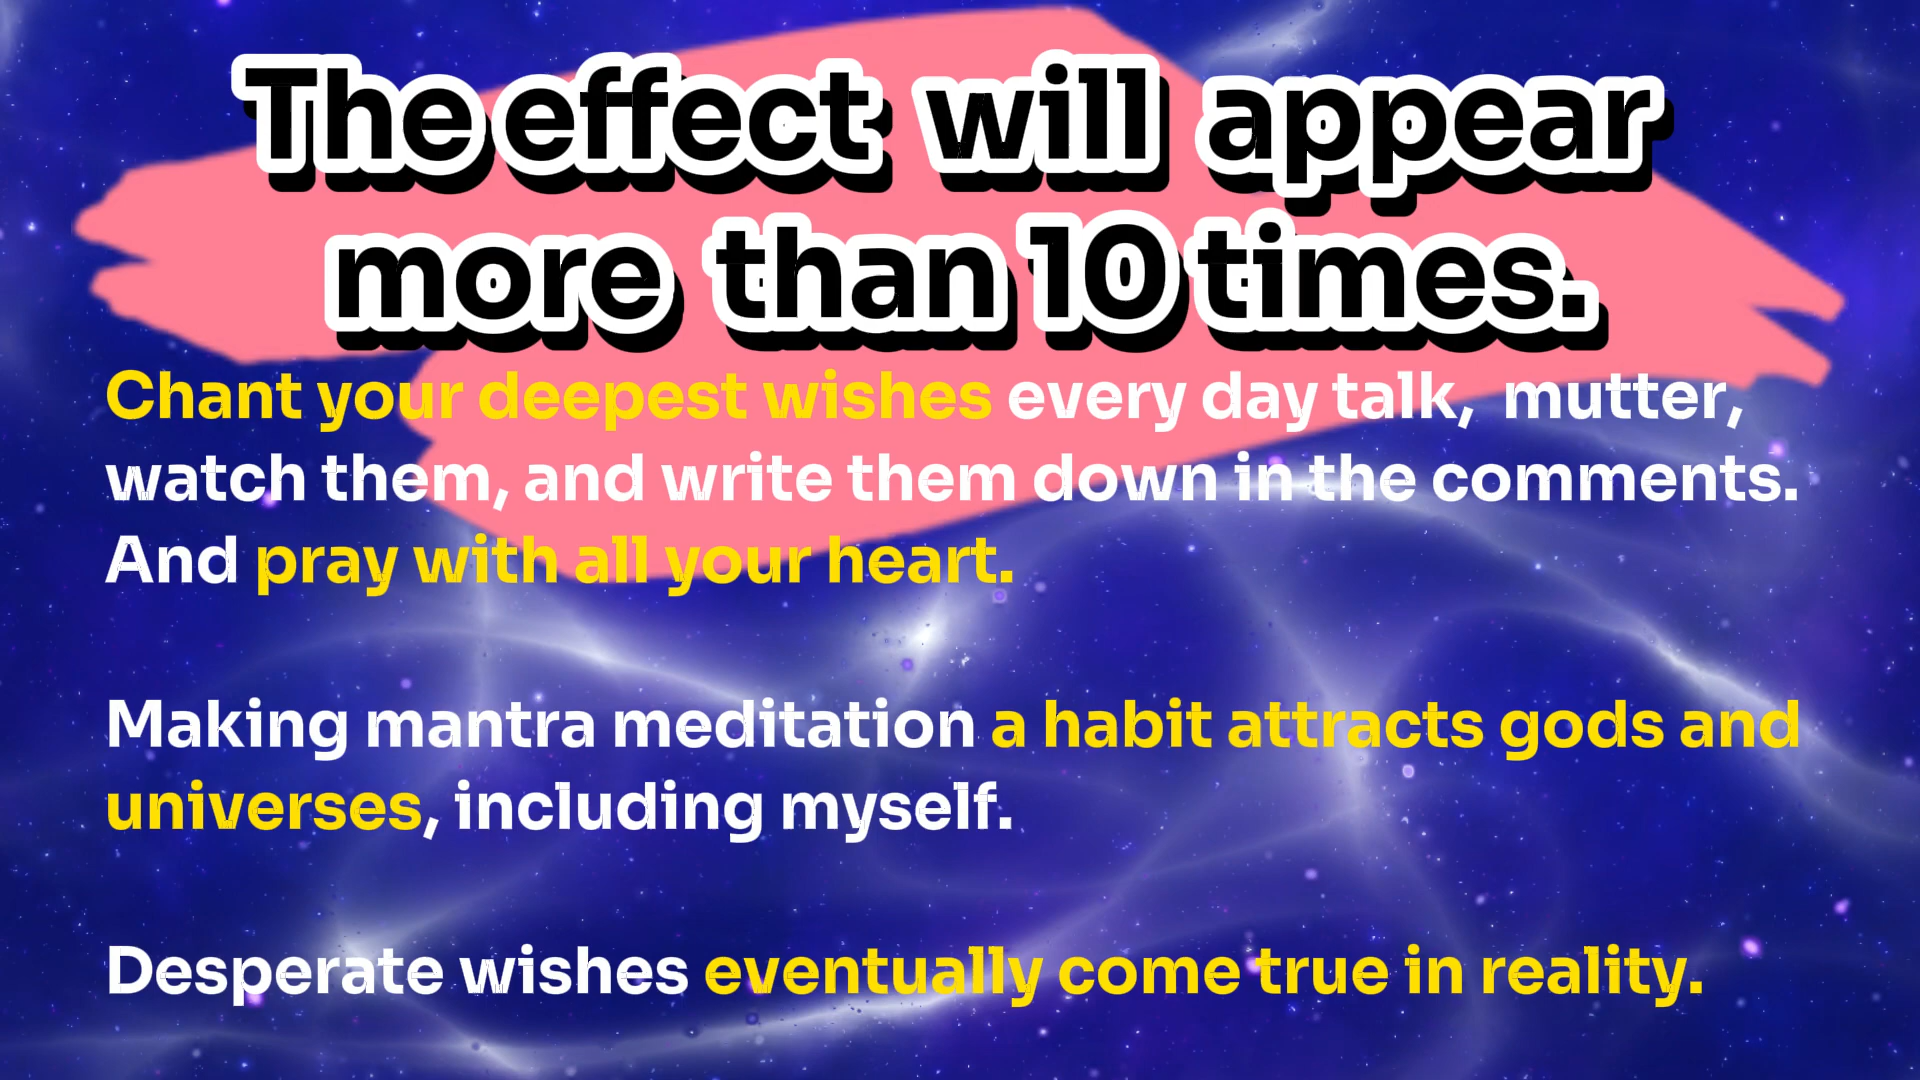 The effect will appear
more than 10 times.
Chant your deepest wishes every day talk, mutter,
watch them, and write them down in the comments.
And pray with all your heart.
Making mantra meditation a habit attracts gods and
universes, including myself.
Desperate wishes eventually come true in reality.